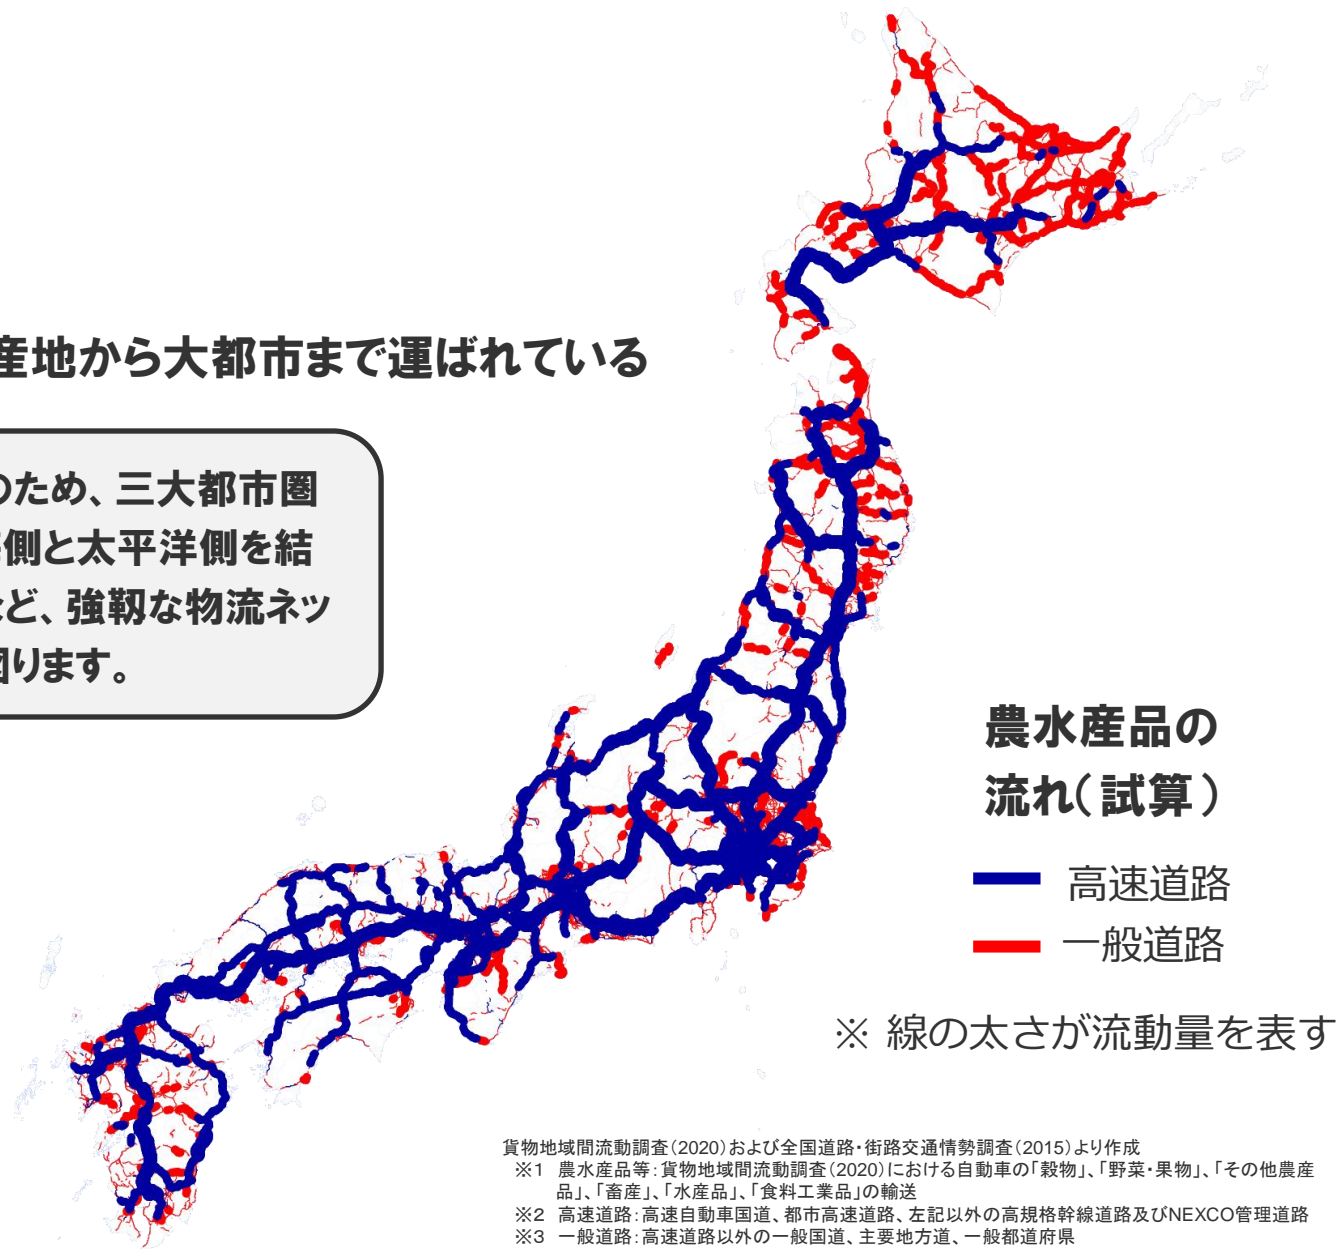 産地から大都市まで運ばれている
のため、三大都市圏
側と太平洋側を結
ど、強靱な物流ネッ
図ります。
農水産品の
流れ(試算)
高速道路
一般道路
※ 線の太さが流動量を表す
貨物地域間流動調査(2020)および全国道路・街路交通情勢調査(2015)より作成
※1 農水産品等:貨物地域間流動調査(2020)における自動車の「穀物」、「野菜・果物」、「その他農産
品」、「畜産」、「水産品」、「食料工業品」の輸送
※2 高速道路:高速自動車国道、都市高速道路、左記以外の高規格幹線道路及びNEXCO管理道路
※3 一般道路:高速道路以外の一般国道、主要地方道、一般都道府県